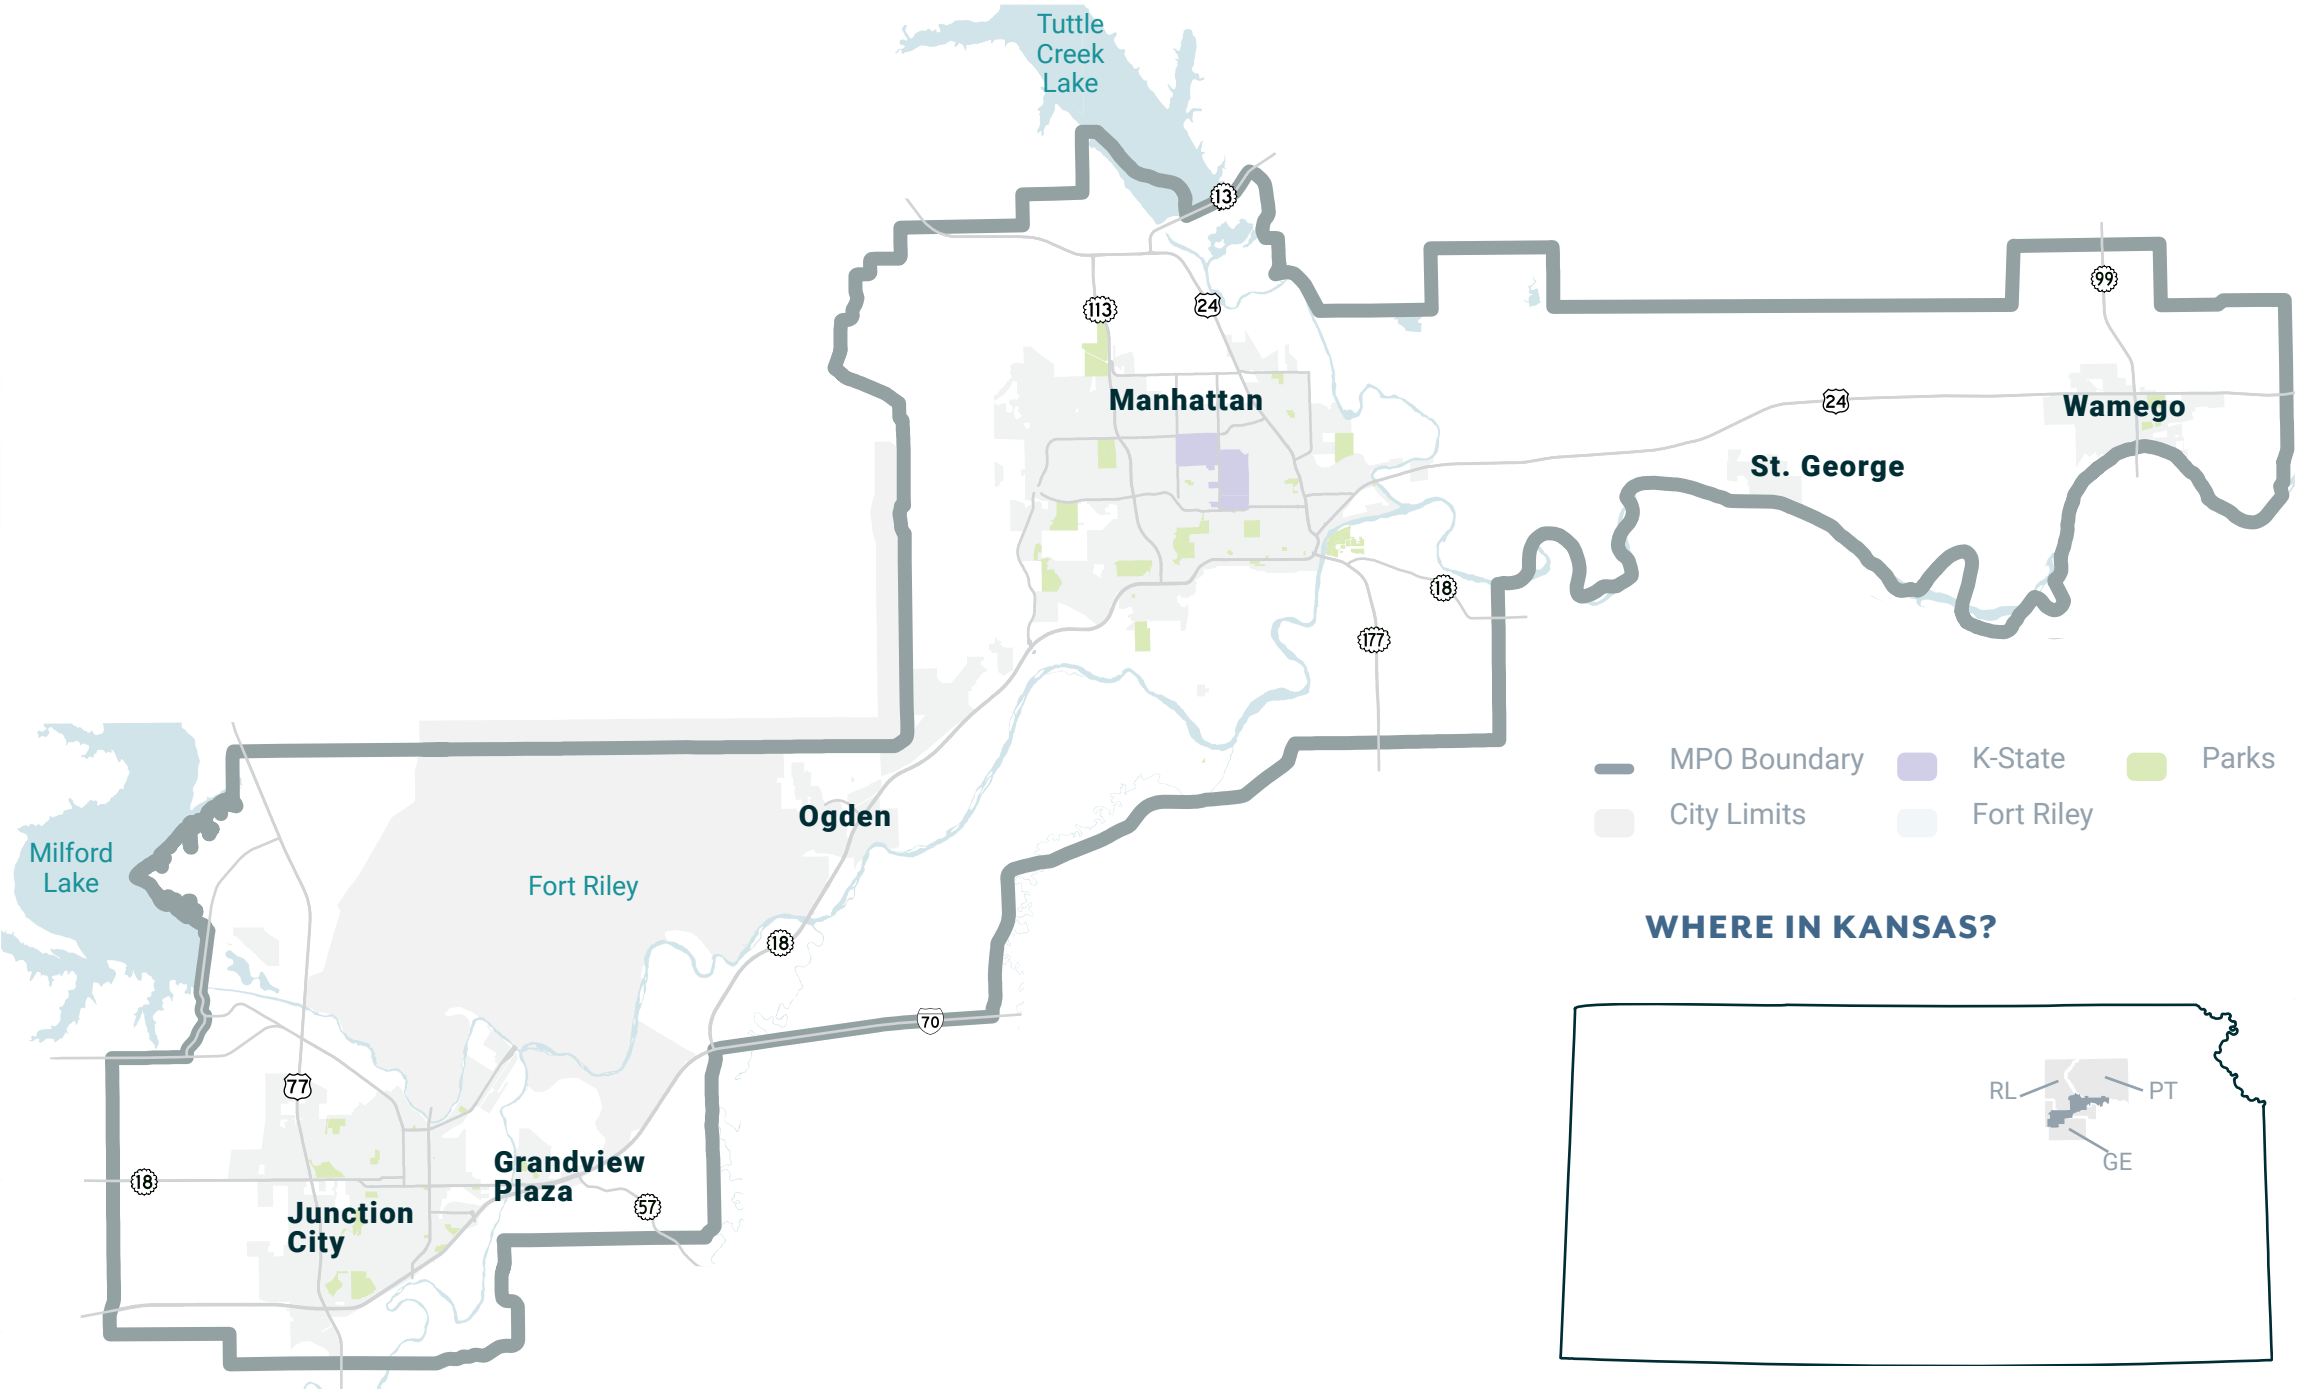 Tuttle
Creek
Lake
13
99
113
24
Manhattan
24
Wamego
St. George
18
177
MPO Boundary
K-State
Parks
City Limits
Fort Riley
Ogden
Milford
Lake
Fort Riley
WHERE IN KANSAS?
18
70
77
RL
PT
GE
Grandview
Plaza
18
57
Junction
City